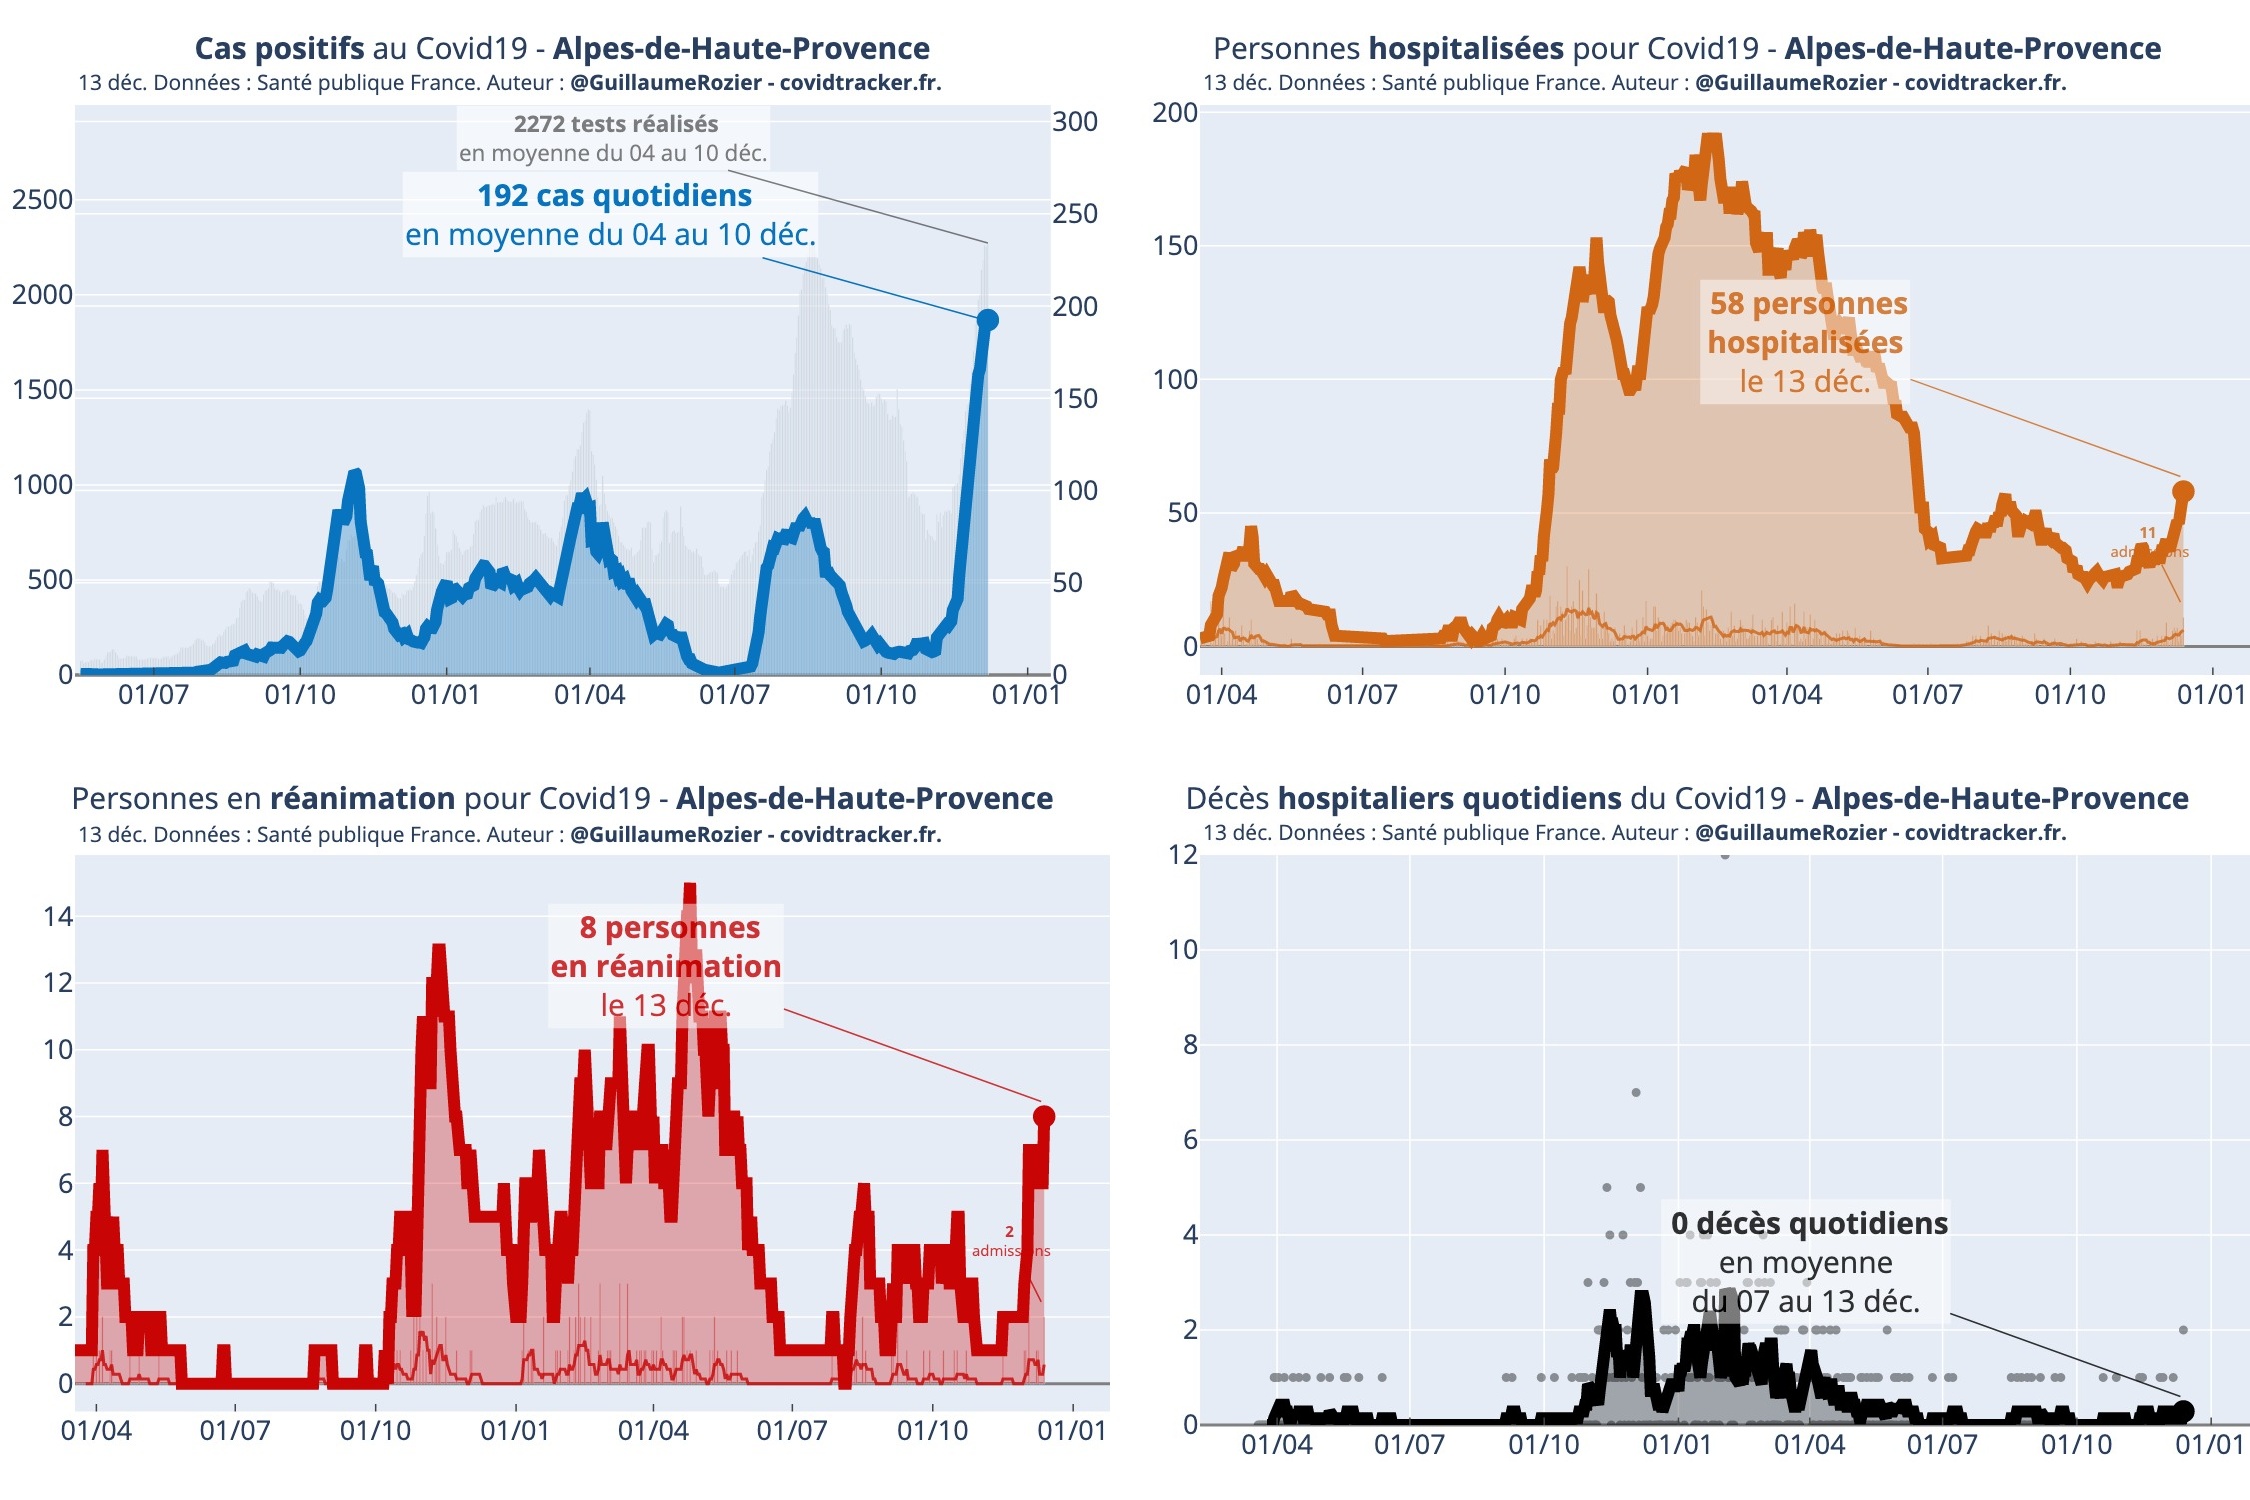 Cas positifs au Covid19 - Alpes-de-Haute-Provence
13 déc. Données : Santé publique France. Auteur : @GuillaumeRozier - covidtracker.fr.
2272 tests réalisés
en moyenne du 04 au 10 déc.
192 cas quotidiens
en moyenne du 04 au 10 déc.
2500
2000
1500
1000
500
0
300
250
200
150
100
50
0
01/07 01/10 01/01 01/04 01/07 01/10 01/01
Personnes hospitalisées pour Covid19 - Alpes-de-Haute-Provence
13 déc. Données : Santé publique France. Auteur : @GuillaumeRozier - covidtracker.fr.
200
150
100
50
0
58 personnes
hospitalisées
le 13 déc.
11
admissions
01/04 01/07 01/10 01/01 01/04 01/07 01/10 01/01
Personnes en réanimation pour Covid19 - Alpes-de-Haute-Provence
13 déc. Données : Santé publique France. Auteur : @GuillaumeRozier - covidtracker.fr.
14
12
10
8
6
4
2
0
8 personnes
en réanimation
le 13 déc.
2
admissions
01/04 01/07 01/10 01/01 01/04 01/07 01/10 01/01
Décès hospitaliers quotidiens du Covid19 - Alpes-de-Haute-Provence
13 déc. Données : Santé publique France. Auteur : @GuillaumeRozier - covidtracker.fr.
12
10
8
6
4
2
0
0 décès quotidiens
en moyenne
du 07 au 13 déc.
01/04 01/07 01/10 01/01 01/04 01/07 01/10 01/01